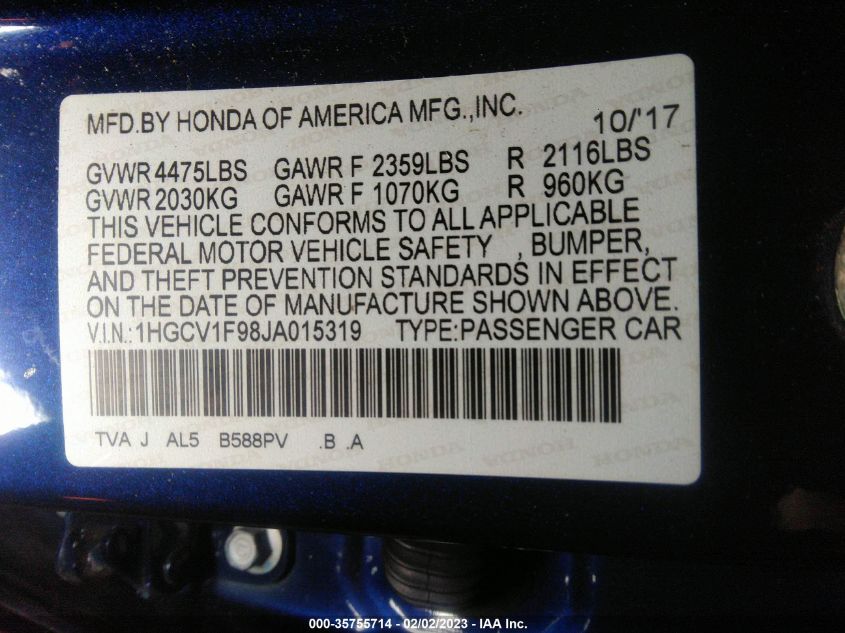 MFD.BY HONDA OF AMERICA MFG.,INC. 10/'17
GVWR 4475LBS GAWR F 2359LBS R 2116LBS
GVWR 2030KG GAWR F 1070KG R 960KG
THIS VEHICLE CONFORMS TO ALL APPLICABLE
FEDERAL MOTOR VEHICLE SAFETY , BUMPER,
AND THEFT PREVENTION STANDARDS IN EFFECT
ON THE DATE OF MANUFACTURE SHOWN ABOVE.
V.I.N.:1HGCV1F98JA015319 TYPE:PASSENGER CAR
TVA J AL5 B588PV .B .A
000-35755714 - 02/02/2023 - IAA Inc.